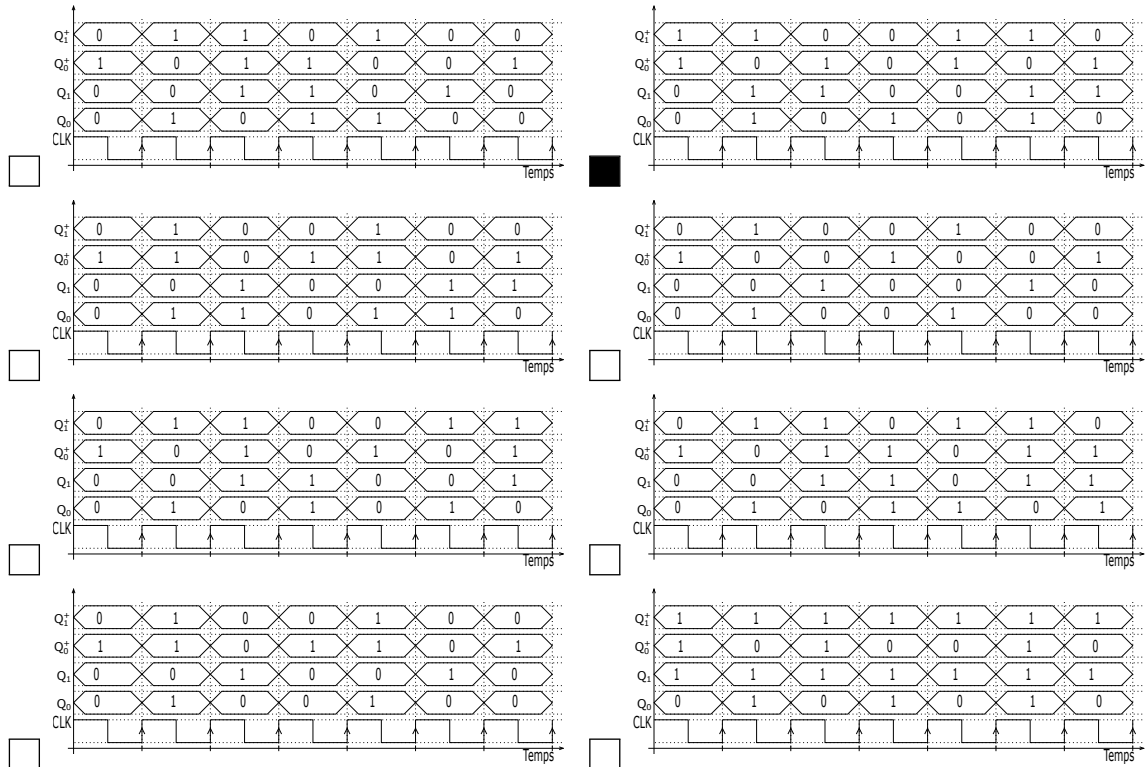 Q₁⁺ 0 1 1 0 1 0 0
Q₀⁺ 1 0 1 1 0 0 1
Q₁ 0 0 1 1 0 1 0
Q₀ 0 1 0 1 1 0 0
CLK
Temps
Q₁⁺ 1 1 0 0 1 1 0
Q₀⁺ 1 0 1 0 1 0 1
Q₁ 0 1 1 0 0 1 1
Q₀ 0 1 0 1 0 1 0
CLK
Temps
Q₁⁺ 0 1 0 0 1 0 0
Q₀⁺ 1 1 0 1 1 0 1
Q₁ 0 0 1 0 0 1 1
Q₀ 0 1 1 0 1 1 0
CLK
Temps
Q₁⁺ 0 1 0 0 1 0 0
Q₀⁺ 1 0 0 1 0 0 1
Q₁ 0 0 1 0 0 1 0
Q₀ 0 1 0 0 1 0 0
CLK
Temps
Q₁⁺ 0 1 1 0 0 1 1
Q₀⁺ 1 0 1 0 1 0 1
Q₁ 0 0 1 1 0 0 1
Q₀ 0 1 0 1 0 1 0
CLK
Temps
Q₁⁺ 0 1 1 0 1 1 0
Q₀⁺ 1 0 1 1 0 1 1
Q₁ 0 0 1 1 0 1 1
Q₀ 0 1 0 1 1 0 1
CLK
Temps
Q₁⁺ 0 1 0 0 1 0 0
Q₀⁺ 1 1 0 1 1 0 1
Q₁ 0 0 1 0 0 1 0
Q₀ 0 1 0 0 1 0 0
CLK
Temps
Q₁⁺ 1 1 1 1 1 1 1
Q₀⁺ 1 0 1 0 0 1 0
Q₁ 1 1 1 1 1 1 1
Q₀ 0 1 0 1 0 1 0
CLK
Temps